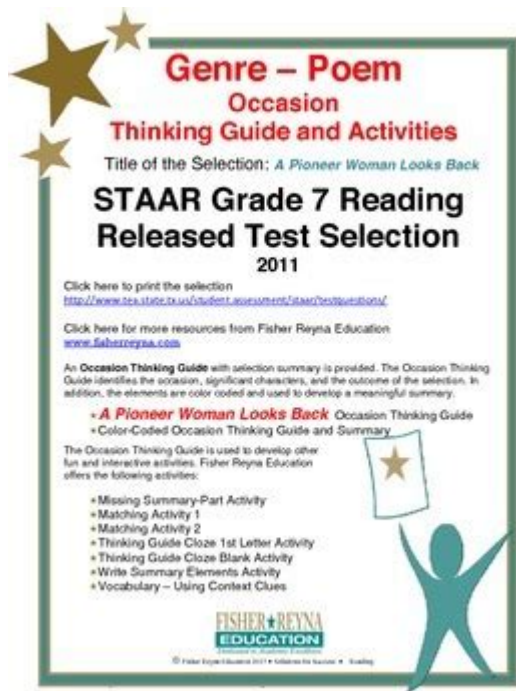 Genre – Poem
Occasion
Thinking Guide and Activities
Title of the Selection: A Pioneer Woman Looks Back
STAAR Grade 7 Reading
Released Test Selection
2011
Click here to print the selection
http://www.tea.state.tx.us/student.assessment/staar/testquestions/
Click here for more resources from Fisher Reyna Education
www.fisherreyna.com
An Occasion Thinking Guide with selection summary is provided. The Occasion Thinking
Guide identifies the occasion, significant characters, and the outcome of the selection. In
addition, the elements are color coded and used to develop a meaningful summary.
A Pioneer Woman Looks Back Occasion Thinking Guide
Color-Coded Occasion Thinking Guide and Summary
The Occasion Thinking Guide is used to develop other
fun and interactive activities. Fisher Reyna Education
offers the following activities:
Missing Summary-Part Activity
Matching Activity 1
Matching Activity 2
Thinking Guide Cloze 1st Letter Activity
Thinking Guide Cloze Blank Activity
Write Summary Elements Activity
Vocabulary – Using Context Clues
FISHER REYNA
EDUCATION
© Fisher Reyna Education Solutions for Success Reading